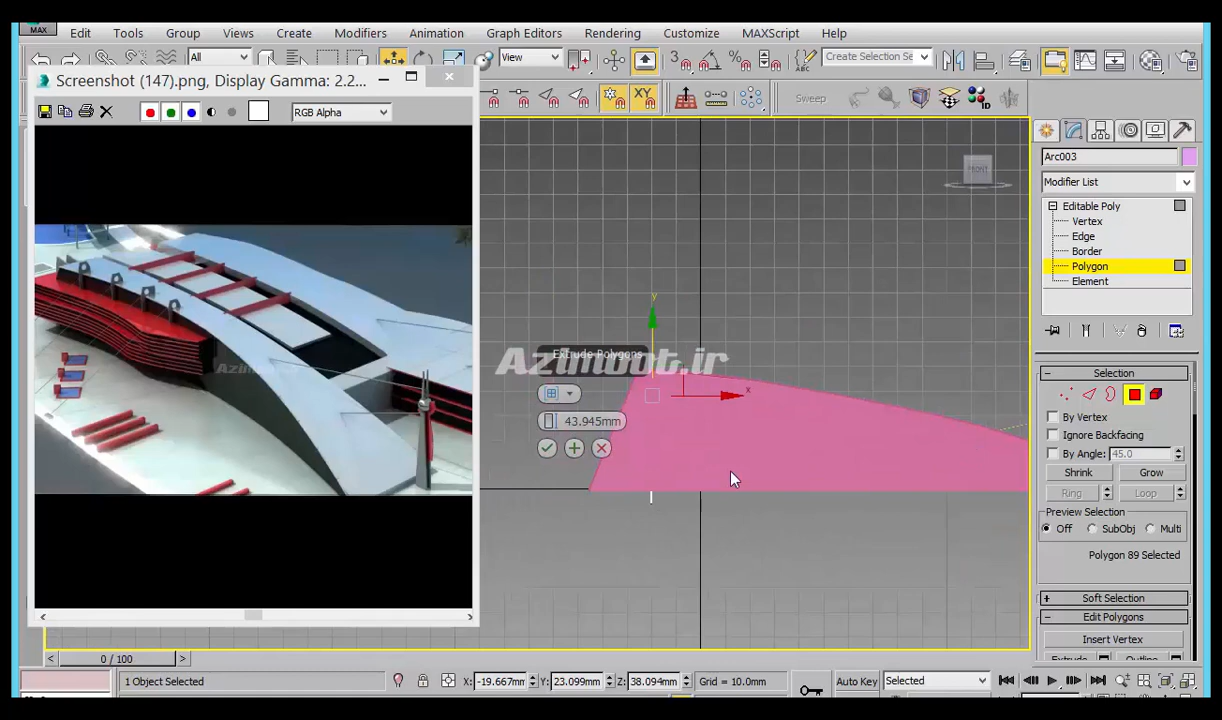 MAX
Edit Tools Group Views Create Modifiers Animation Graph Editors Rendering Customize MAXScript Help
All
View
Create Selection Se
Screenshot (147).png, Display Gamma: 2.2...
RGB Alpha
XY
Sweep
FRONT
Arc003
Modifier List
Editable Poly
Vertex
Edge
Border
Polygon
Element
y
x
Extrude Polygons
Azimoot.ir
43.945mm
Selection
By Vertex
Ignore Backfacing
By Angle: 45.0
Shrink Grow
Ring Loop
Preview Selection
Off SubObj Multi
Polygon 89 Selected
Soft Selection
Edit Polygons
Insert Vertex
Extrude Outline
0 / 100
1 Object Selected
X: -19.667mm Y: 23.099mm Z: 38.094mm Grid = 10.0mm
Auto Key Selected